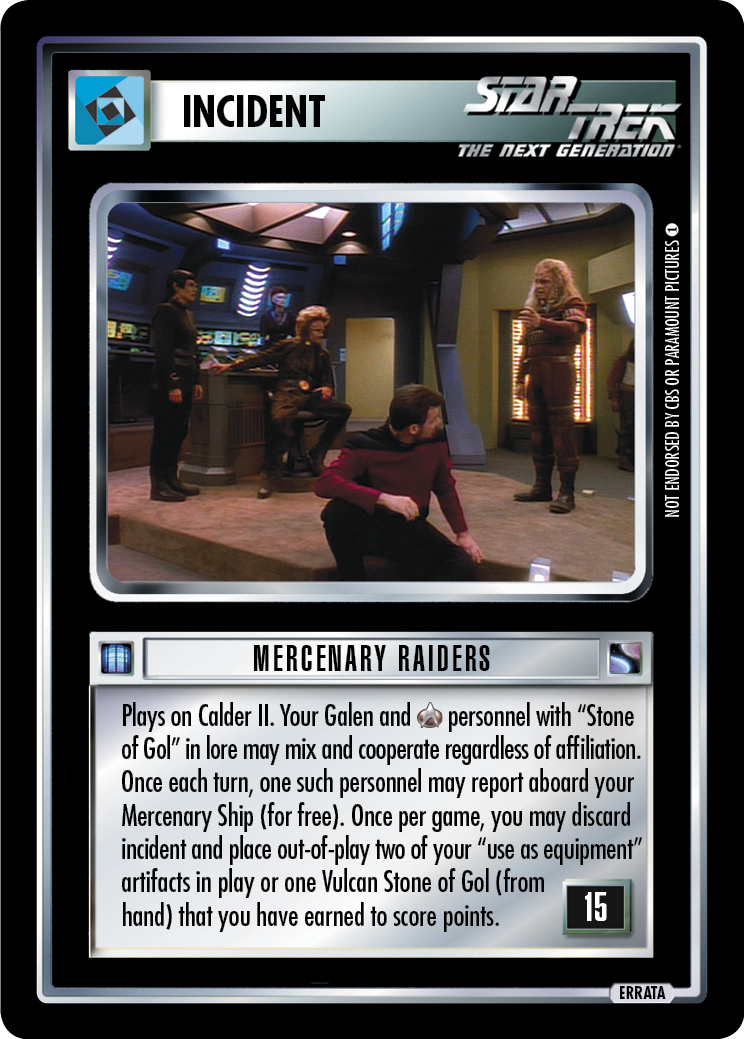 INCIDENT
STAR TREK
THE NEXT GENERATION
NOT ENDORSED BY CBS OR PARAMOUNT PICTURES 1
MERCENARY RAIDERS
Plays on Calder II. Your Galen and personnel with “Stone
of Gol” in lore may mix and cooperate regardless of affiliation.
Once each turn, one such personnel may report aboard your
Mercenary Ship (for free). Once per game, you may discard
incident and place out-of-play two of your “use as equipment”
artifacts in play or one Vulcan Stone of Gol (from
hand) that you have earned to score points.
15
ERRATA